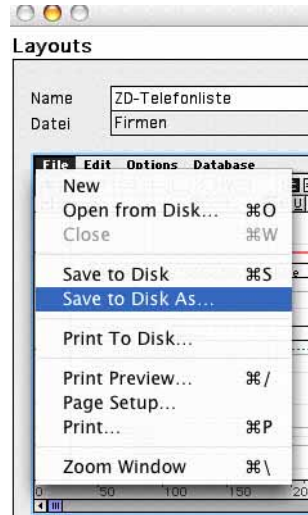 Layouts
Name ZD-Telefonliste
Datei Firmen
File Edit Options Database
New
Open from Disk... ⌘O
Close ⌘W
Save to Disk ⌘S
Save to Disk As...
Print To Disk...
Print Preview... ⌘/
Page Setup...
Print... ⌘P
Zoom Window ⌘\
0 50 100 150 20